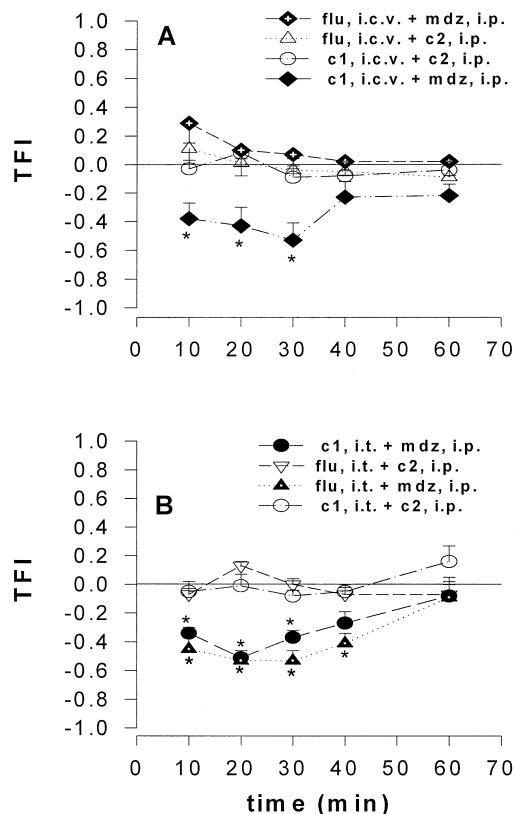 A
flu, i.c.v. + mdz, i.p.
flu, i.c.v. + c2, i.p.
c1, i.c.v. + c2, i.p.
c1, i.c.v. + mdz, i.p.
TFI
1.0
0.8
0.6
0.4
0.2
0.0
-0.2
-0.4
-0.6
-0.8
-1.0
* * *
0 10 20 30 40 50 60 70
B
c1, i.t. + mdz, i.p.
flu, i.t. + c2, i.p.
flu, i.t. + mdz, i.p.
c1, i.t. + c2, i.p.
TFI
1.0
0.8
0.6
0.4
0.2
0.0
-0.2
-0.4
-0.6
-0.8
-1.0
* * *
* * * *
0 10 20 30 40 50 60 70
time (min)